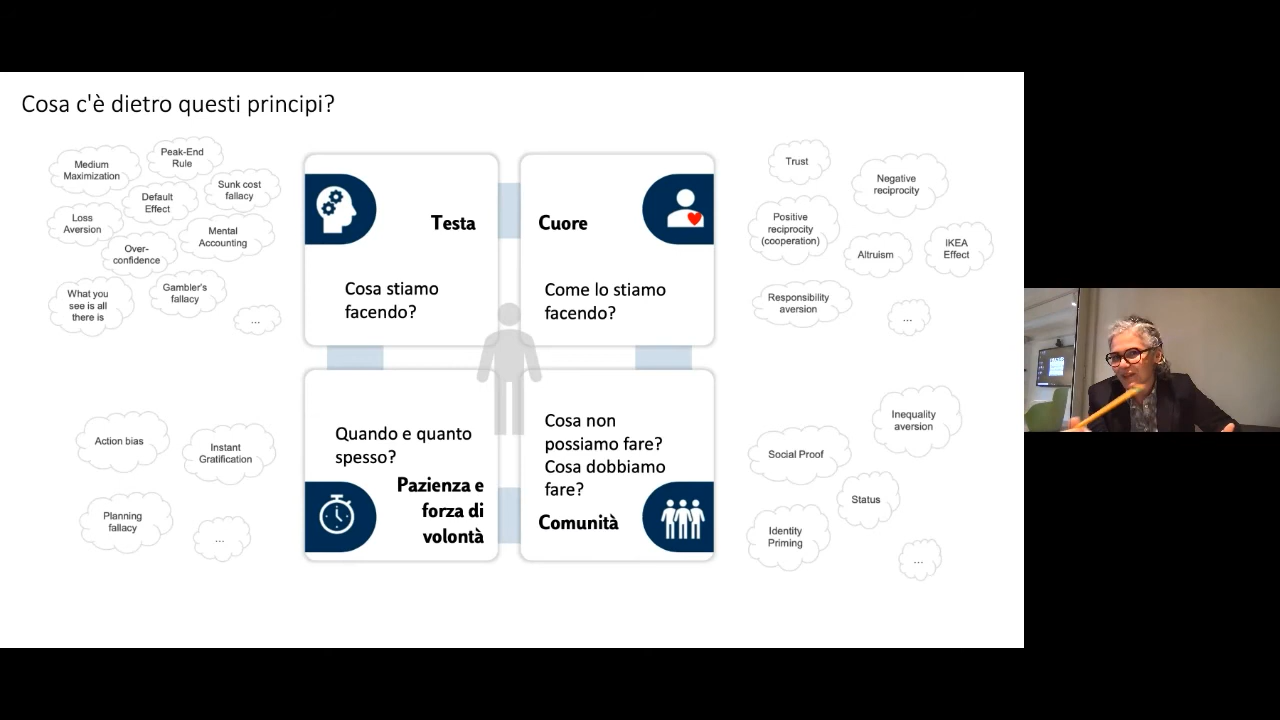 Cosa c'è dietro questi principi?
Medium
Maximization
Peak-End
Rule
Default
Effect
Sunk cost
fallacy
Loss
Aversion
Over-
confidence
Mental
Accounting
What you
see is all
there is
Gambler's
fallacy
...
Testa
Cosa stiamo
facendo?
Cuore
Come lo stiamo
facendo?
Trust
Negative
reciprocity
Positive
reciprocity
(cooperation)
Altruism
IKEA
Effect
Responsibility
aversion
...
Action bias
Instant
Gratification
Planning
fallacy
...
Quando e quanto
spesso?
Pazienza e
forza di
volontà
Cosa non
possiamo fare?
Cosa dobbiamo
fare?
Comunità
Inequality
aversion
Social Proof
Status
Identity
Priming
...